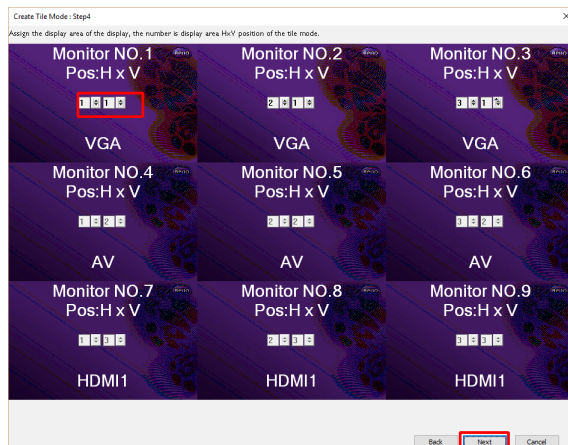 Create Tile Mode : Step4
Assign the display area of the display, the number is display area HxV position of the tile mode.
Monitor NO.1 Monitor NO.2 Monitor NO.3
Pos:H x V Pos:H x V Pos:H x V
1 1 2 1 3 1
VGA VGA VGA
Monitor NO.4 Monitor NO.5 Monitor NO.6
Pos:H x V Pos:H x V Pos:H x V
1 2 2 2 3 2
AV AV AV
Monitor NO.7 Monitor NO.8 Monitor NO.9
Pos:H x V Pos:H x V Pos:H x V
1 3 2 3 3 3
HDMI1 HDMI1 HDMI1
Back Next Cancel